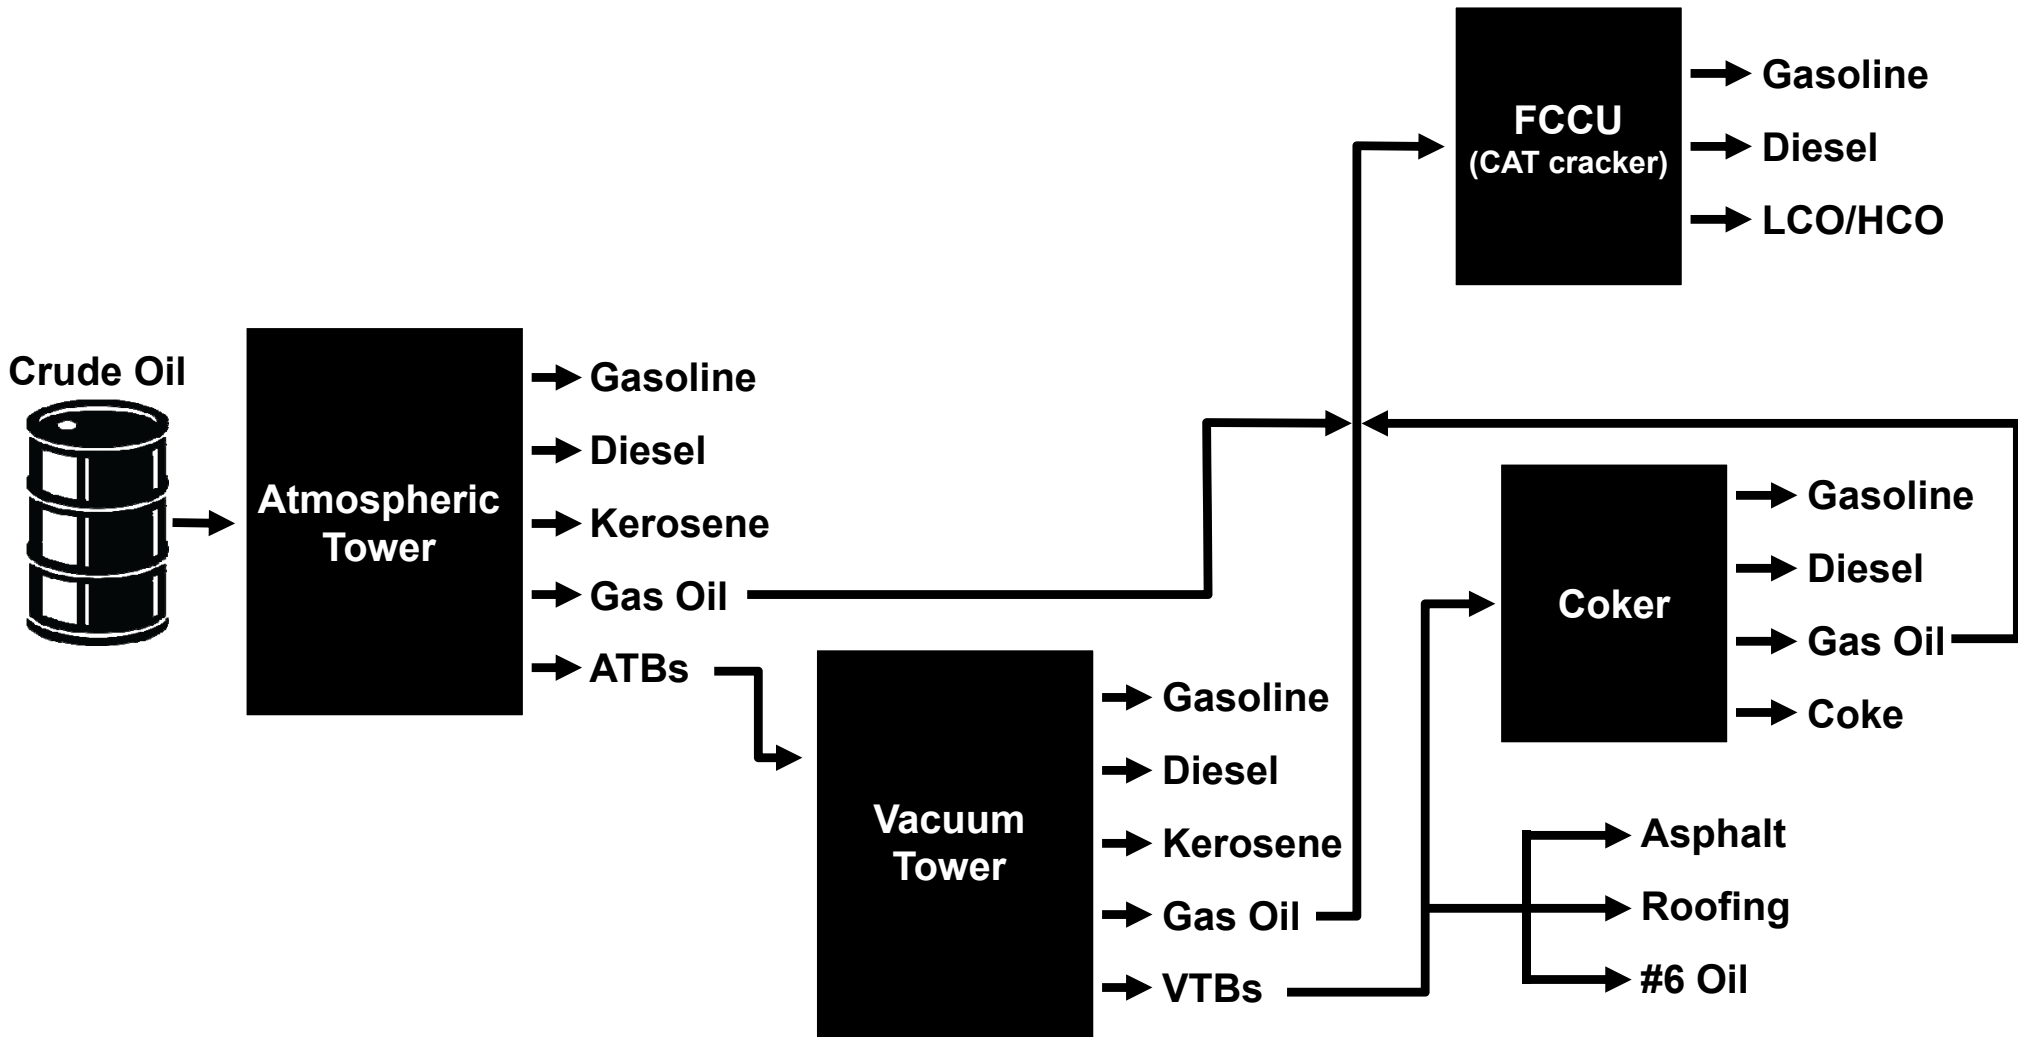 Crude Oil
Atmospheric
Tower
Gasoline
Diesel
Kerosene
Gas Oil
ATBs
Vacuum
Tower
Gasoline
Diesel
Kerosene
Gas Oil
VTBs
FCCU
(CAT cracker)
Gasoline
Diesel
LCO/HCO
Coker
Gasoline
Diesel
Gas Oil
Coke
Asphalt
Roofing
#6 Oil